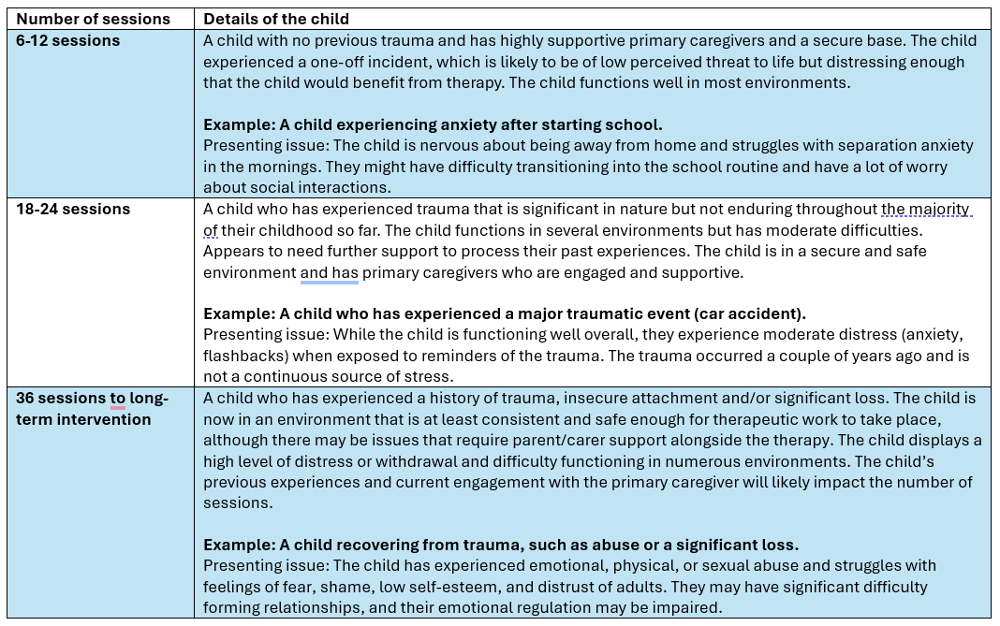 Number of sessions
Details of the child
6-12 sessions
A child with no previous trauma and has highly supportive primary caregivers and a secure base. The child
experienced a one-off incident, which is likely to be of low perceived threat to life but distressing enough
that the child would benefit from therapy. The child functions well in most environments.
Example: A child experiencing anxiety after starting school.
Presenting issue: The child is nervous about being away from home and struggles with separation anxiety
in the mornings. They might have difficulty transitioning into the school routine and have a lot of worry
about social interactions.
18-24 sessions
A child who has experienced trauma that is significant in nature but not enduring throughout the majority
of their childhood so far. The child functions in several environments but has moderate difficulties.
Appears to need further support to process their past experiences. The child is in a secure and safe
environment and has primary caregivers who are engaged and supportive.
Example: A child who has experienced a major traumatic event (car accident).
Presenting issue: While the child is functioning well overall, they experience moderate distress (anxiety,
flashbacks) when exposed to reminders of the trauma. The trauma occurred a couple of years ago and is
not a continuous source of stress.
36 sessions to long-
term intervention
A child who has experienced a history of trauma, insecure attachment and/or significant loss. The child is
now in an environment that is at least consistent and safe enough for therapeutic work to take place,
although there may be issues that require parent/carer support alongside the therapy. The child displays a
high level of distress or withdrawal and difficulty functioning in numerous environments. The child’s
previous experiences and current engagement with the primary caregiver will likely impact the number of
sessions.
Example: A child recovering from trauma, such as abuse or a significant loss.
Presenting issue: The child has experienced emotional, physical, or sexual abuse and struggles with
feelings of fear, shame, low self-esteem, and distrust of adults. They may have significant difficulty
forming relationships, and their emotional regulation may be impaired.